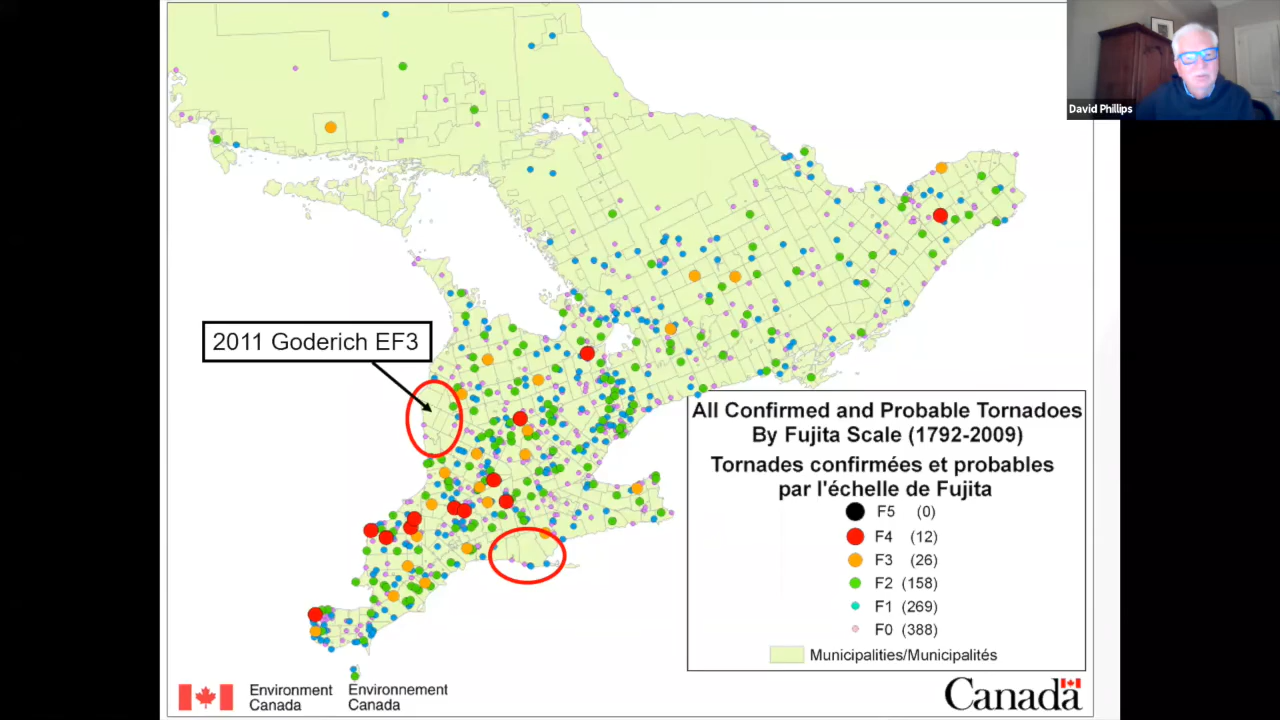 David Phillips
2011 Goderich EF3
All Confirmed and Probable Tornadoes
By Fujita Scale (1792-2009)
Tornades confirmées et probables
par l'échelle de Fujita
F5 (0)
F4 (12)
F3 (26)
F2 (158)
F1 (269)
F0 (388)
Municipalities/Municipalités
Environment Environnement
Canada Canada
Canada